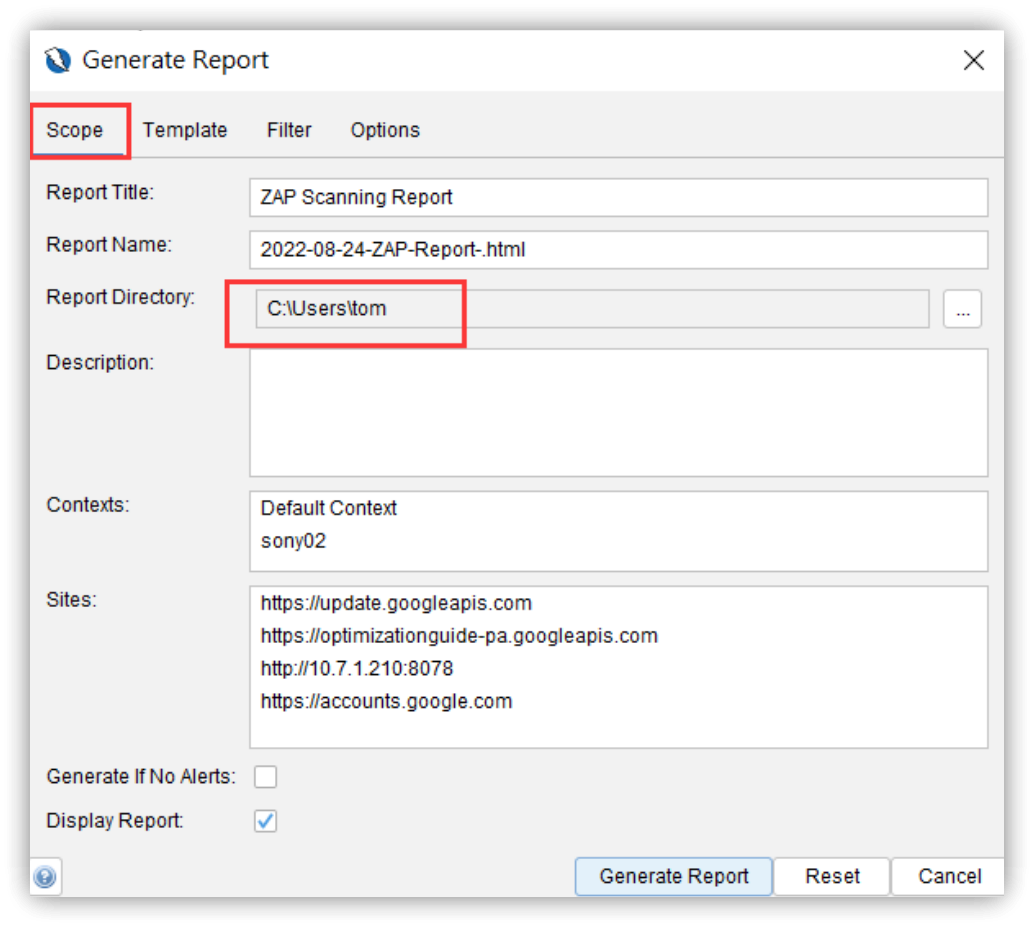 Generate Report
Scope Template Filter Options
Report Title: ZAP Scanning Report
Report Name: 2022-08-24-ZAP-Report-.html
Report Directory: C:\Users\tom ...
Description:
Contexts: Default Context
sony02
Sites: https://update.googleapis.com
https://optimizationguide-pa.googleapis.com
http://10.7.1.210:8078
https://accounts.google.com
Generate If No Alerts:
Display Report:
Generate Report Reset Cancel